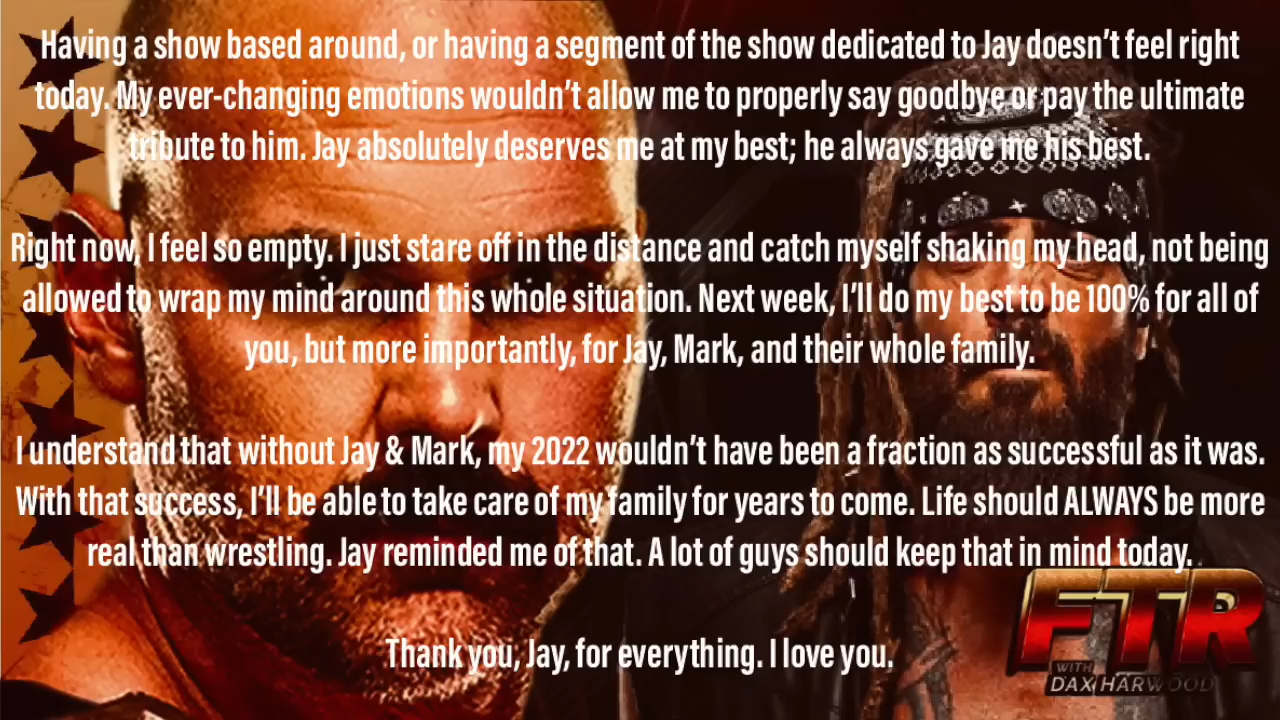 Having a show based around, or having a segment of the show dedicated to Jay doesn't feel right
today. My ever-changing emotions wouldn't allow me to properly say goodbye or pay the ultimate
tribute to him. Jay absolutely deserves me at my best; he always gave me his best.
Right now, I feel so empty. I just stare off in the distance and catch myself shaking my head, not being
allowed to wrap my mind around this whole situation. Next week, I'll do my best to be 100% for all of
you, but more importantly, for Jay, Mark, and their whole family.
I understand that without Jay & Mark, my 2022 wouldn't have been a fraction as successful as it was.
With that success, I'll be able to take care of my family for years to come. Life should ALWAYS be more
real than wrestling. Jay reminded me of that. A lot of guys should keep that in mind today.
Thank you, Jay, for everything. I love you.
FTR
WITH
DAX HARWOOD